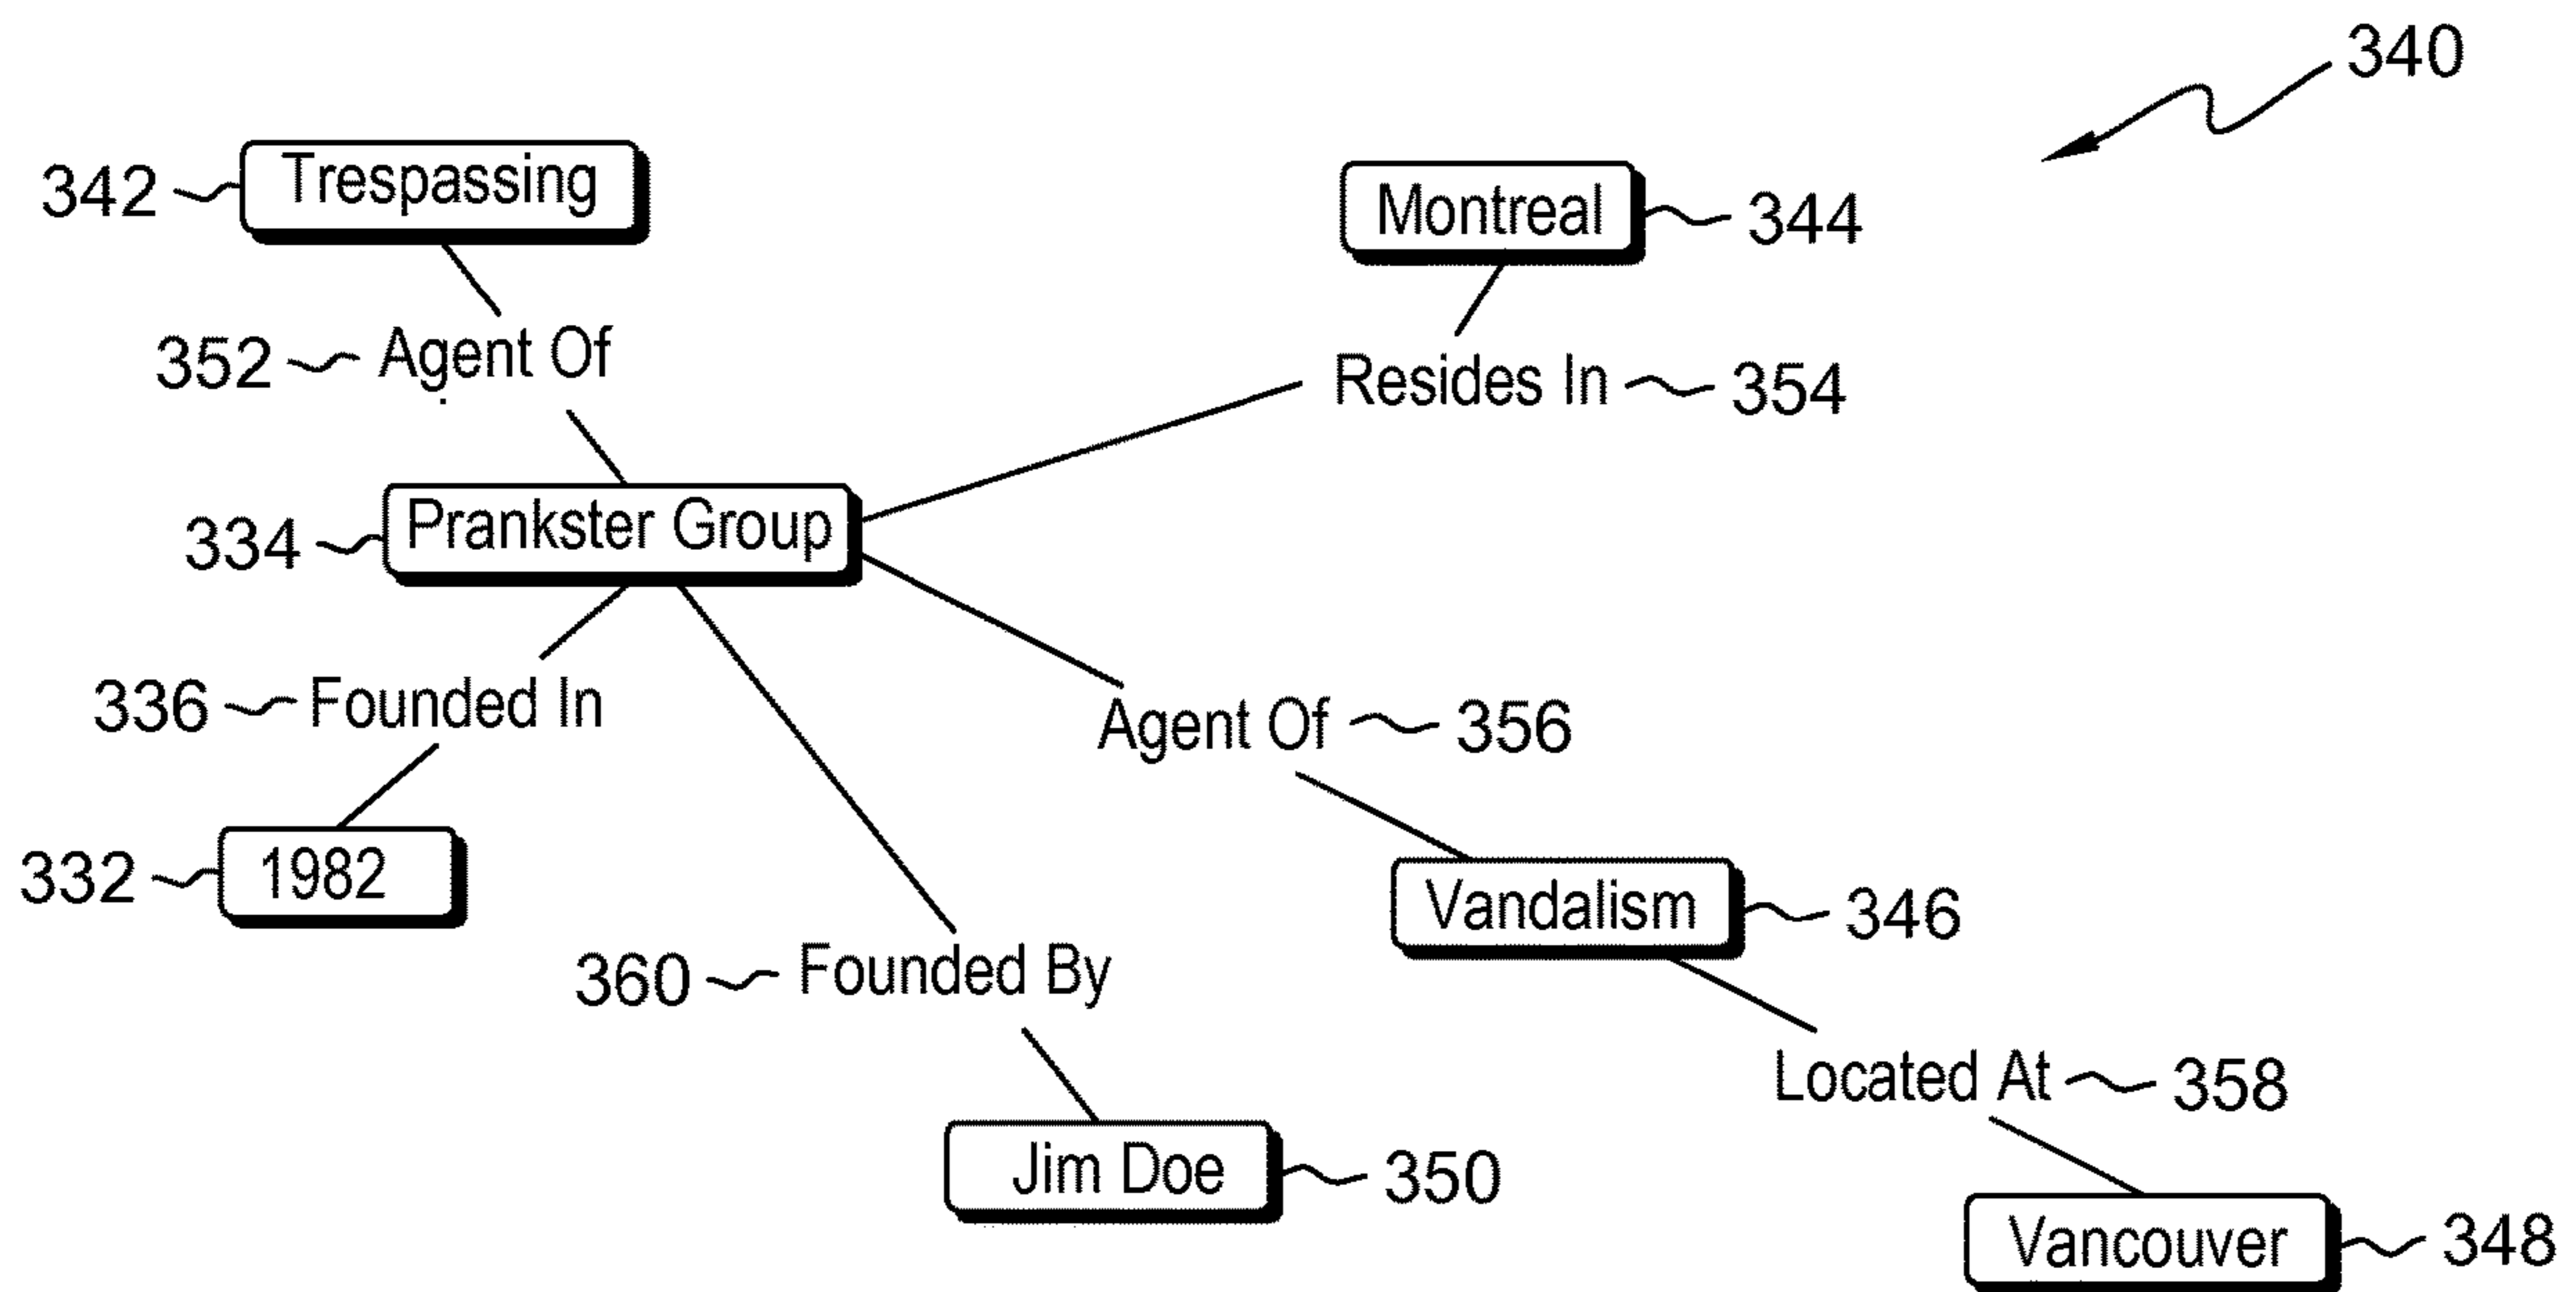 340
342 Trespassing
Montreal 344
352 Agent Of
Resides In 354
334 Prankster Group
336 Founded In
Agent Of 356
332 1982
Vandalism 346
360 Founded By
Located At 358
Jim Doe 350
Vancouver 348